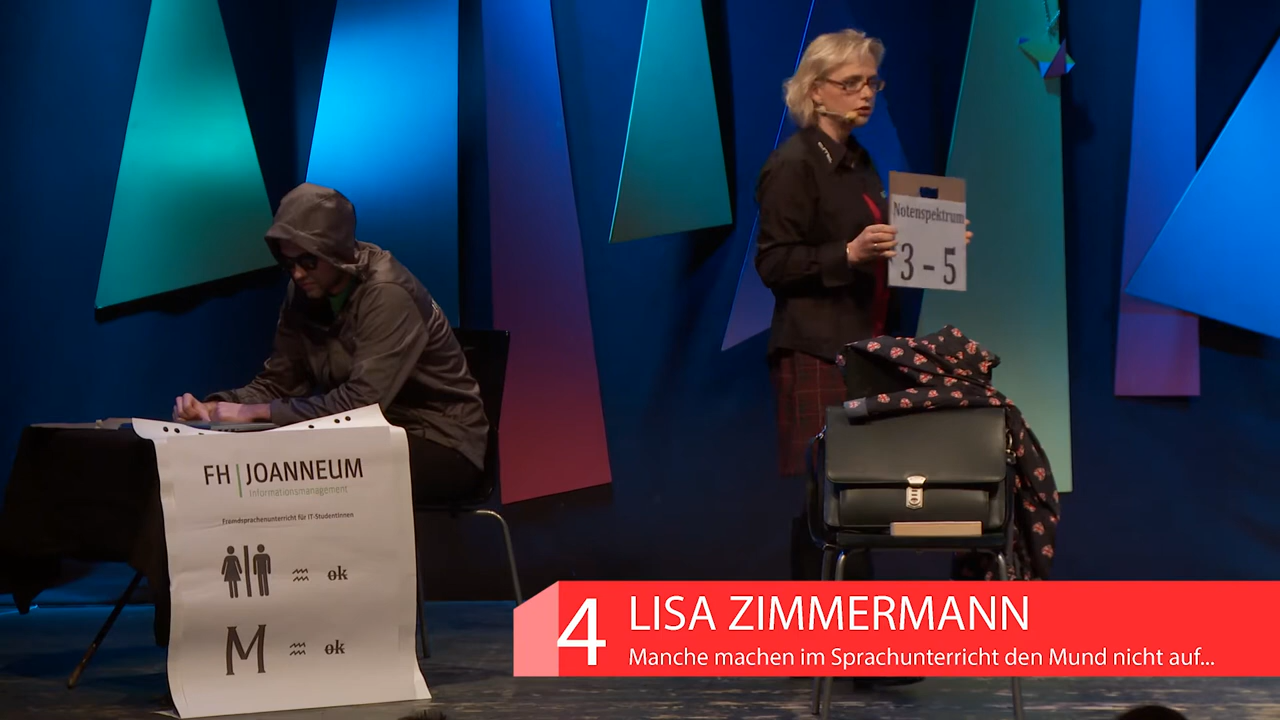 Notenspektrum
3 - 5
FH | JOANNEUM
Informationsmanagement
Fremdsprachenunterricht für IT-StudentInnen
≈ ok
M ≈ ok
4 LISA ZIMMERMANN
Manche machen im Sprachunterricht den Mund nicht auf...